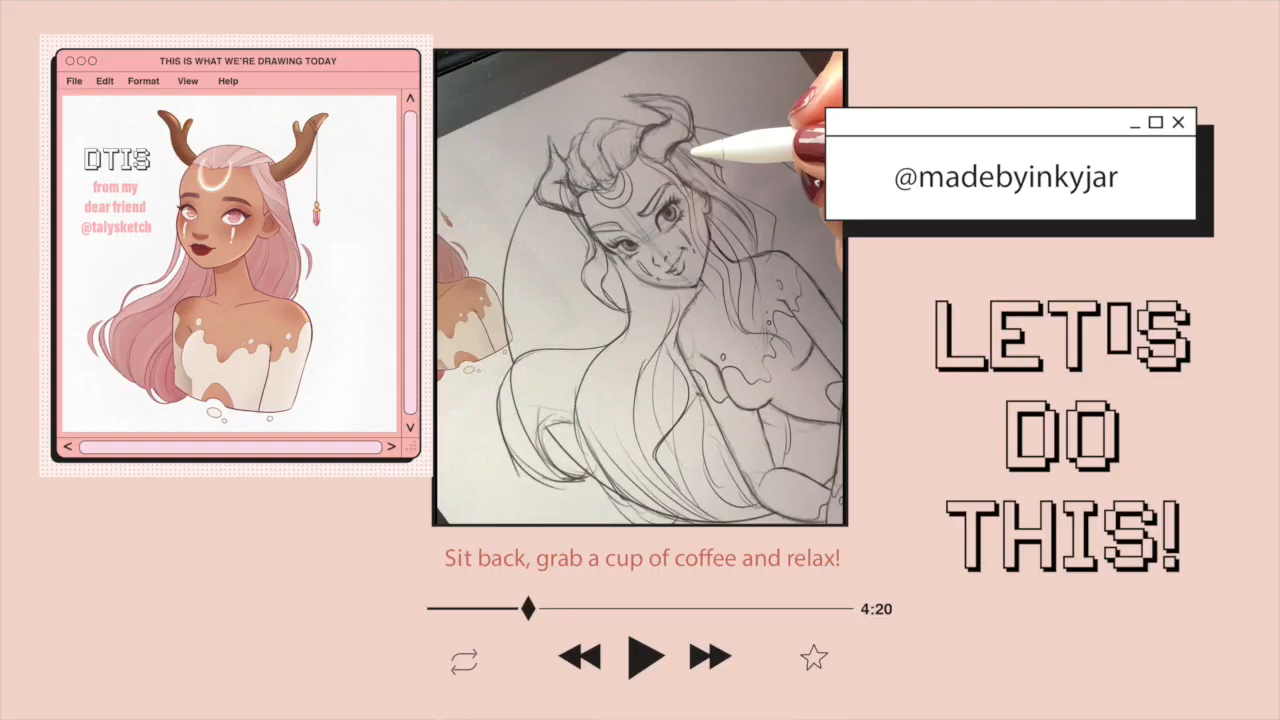 THIS IS WHAT WE'RE DRAWING TODAY
File Edit Format View Help
DTIS
from my
dear friend
@talysketch
@madebyinkyjar
LET'S
DO
THIS!
Sit back, grab a cup of coffee and relax!
4:20